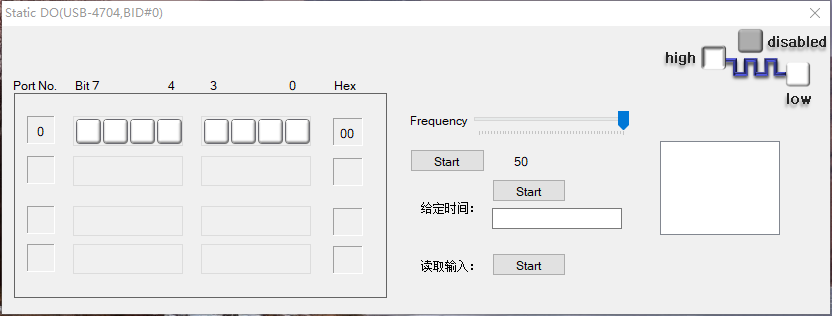 Static DO(USB-4704,BID#0)
disabled
high
low
Port No. Bit 7 4 3 0 Hex
0 00
Frequency
Start 50
Start
给定时间：
读取输入： Start